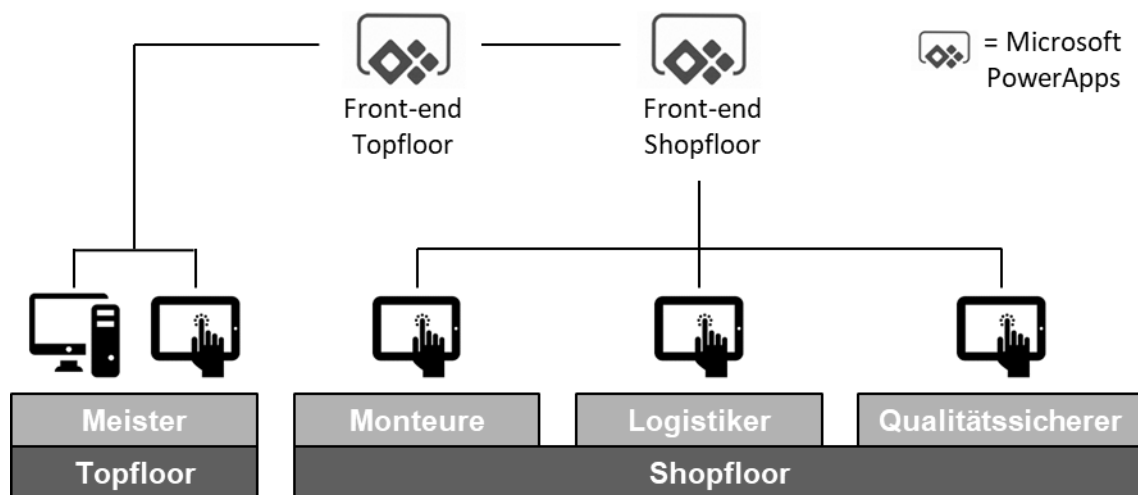 Front-end
Topfloor
Front-end
Shopfloor
= Microsoft
PowerApps
Meister
Monteure
Logistiker
Qualitätssicherer
Topfloor
Shopfloor